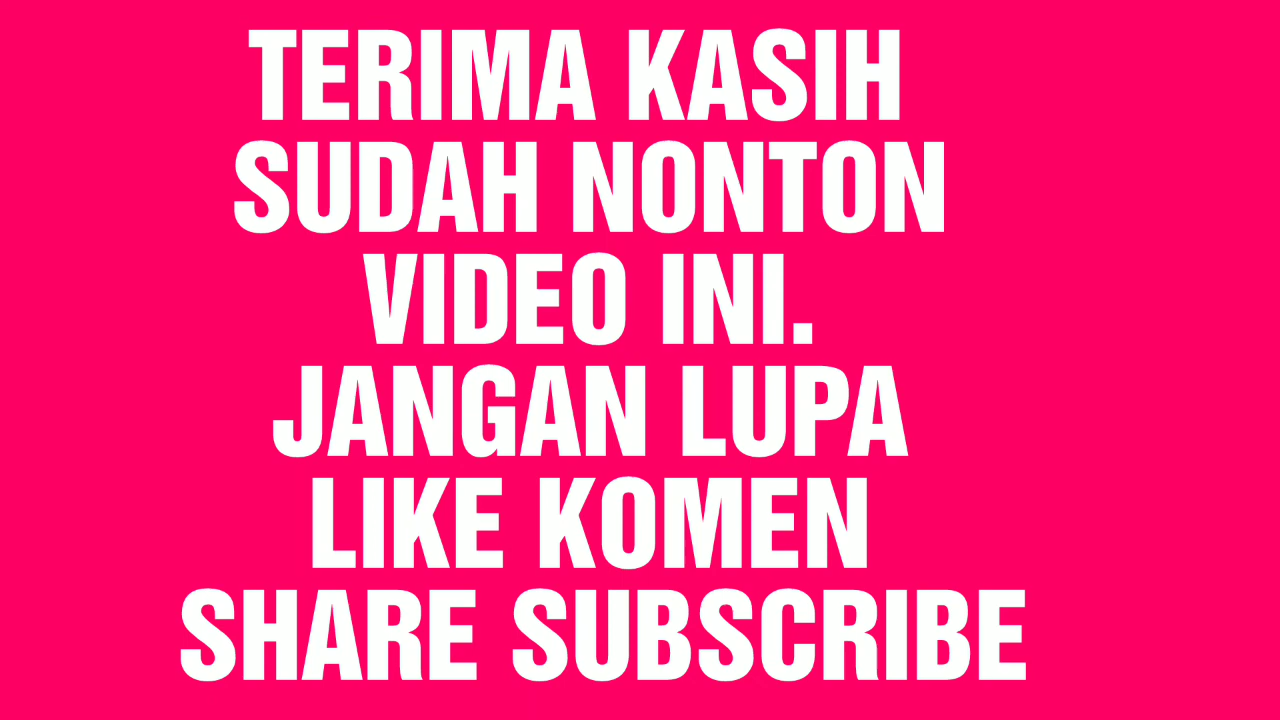 TERIMA KASIH
SUDAH NONTON
VIDEO INI.
JANGAN LUPA
LIKE KOMEN
SHARE SUBSCRIBE